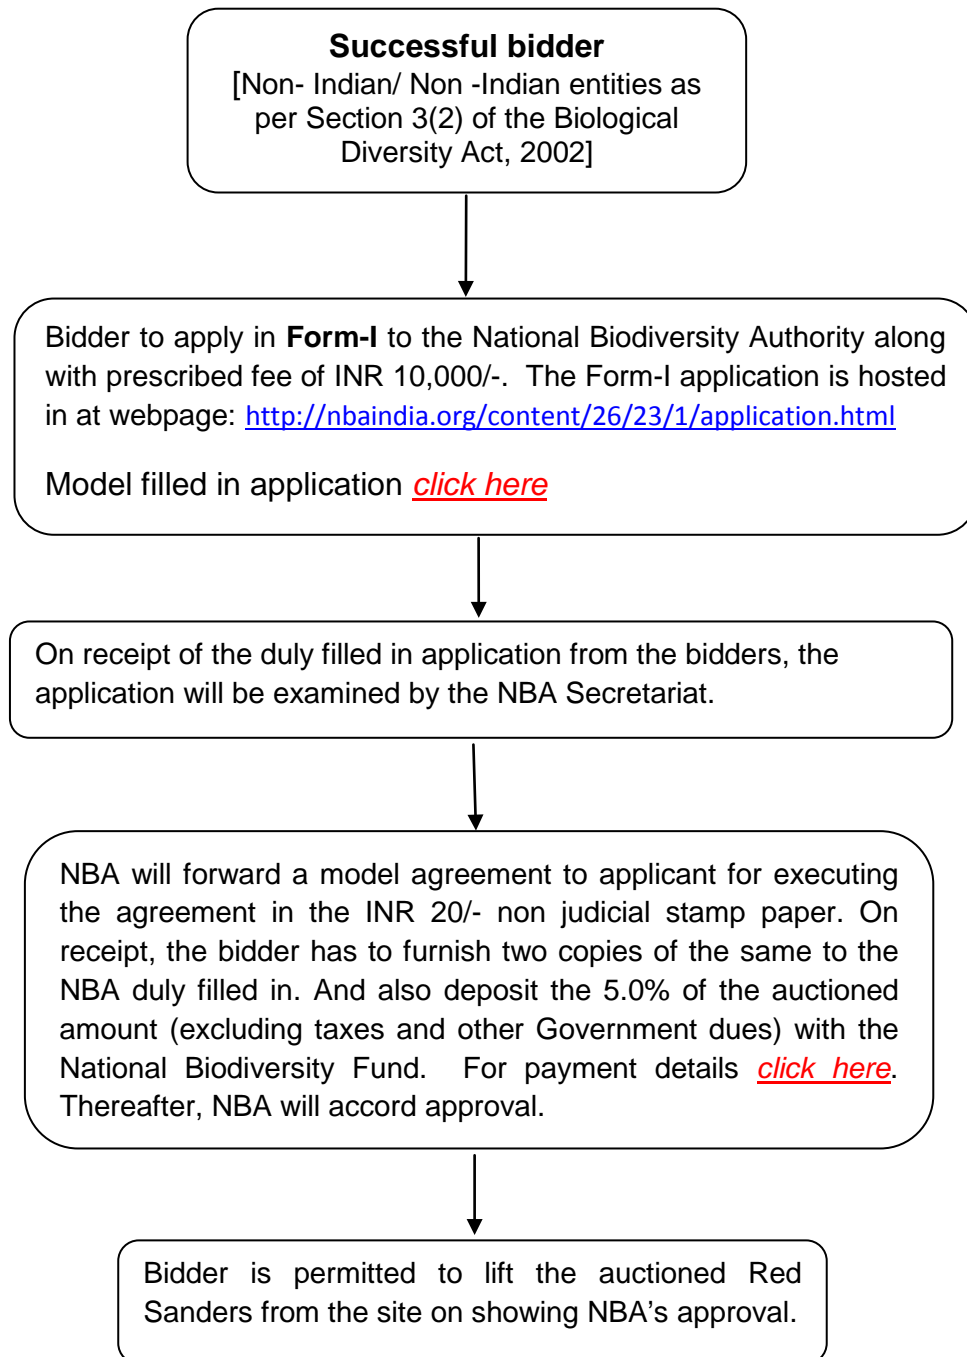 Successful bidder
[Non- Indian/ Non -Indian entities as
per Section 3(2) of the Biological
Diversity Act, 2002]
Bidder to apply in Form-I to the National Biodiversity Authority along
with prescribed fee of INR 10,000/-. The Form-I application is hosted
in at webpage: http://nbaindia.org/content/26/23/1/application.html
Model filled in application click here
On receipt of the duly filled in application from the bidders, the
application will be examined by the NBA Secretariat.
NBA will forward a model agreement to applicant for executing
the agreement in the INR 20/- non judicial stamp paper. On
receipt, the bidder has to furnish two copies of the same to the
NBA duly filled in. And also deposit the 5.0% of the auctioned
amount (excluding taxes and other Government dues) with the
National Biodiversity Fund. For payment details click here.
Thereafter, NBA will accord approval.
Bidder is permitted to lift the auctioned Red
Sanders from the site on showing NBA's approval.